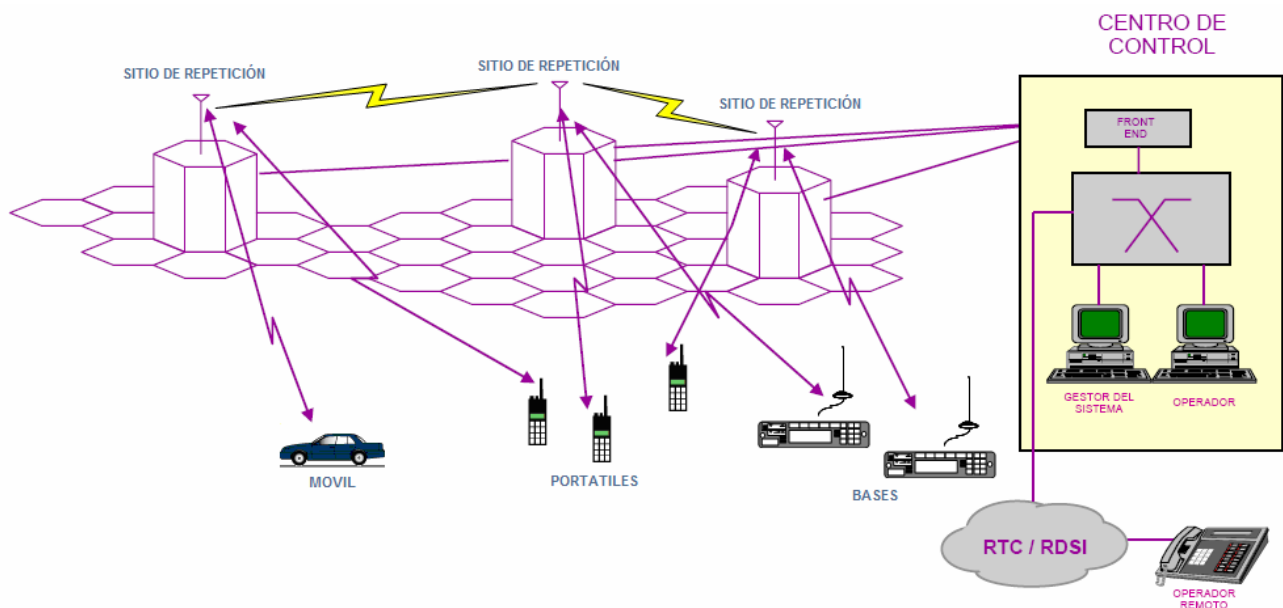 CENTRO DE
CONTROL
SITIO DE REPETICIÓN
SITIO DE REPETICIÓN
SITIO DE REPETICIÓN
FRONT
END
GESTOR DEL
SISTEMA
OPERADOR
MOVIL
PORTATILES
BASES
RTC / RDSI
OPERADOR
REMOTO